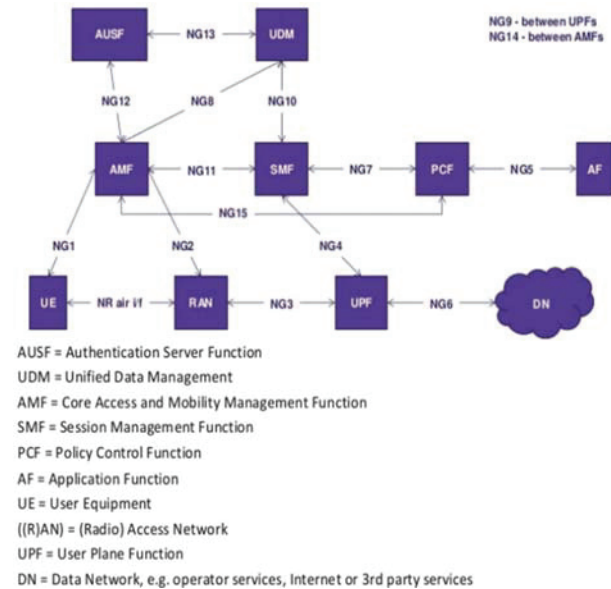 AUSF
NG13
UDM
NG9 - between UPFs
NG14 - between AMFs
NG12
NG8
NG10
AMF
NG11
SMF
NG7
PCF
NG5
AF
NG15
NG1
NG2
NG4
UE
NR air i/f
RAN
NG3
UPF
NG6
DN
AUSF = Authentication Server Function
UDM = Unified Data Management
AMF = Core Access and Mobility Management Function
SMF = Session Management Function
PCF = Policy Control Function
AF = Application Function
UE = User Equipment
((R)AN) = (Radio) Access Network
UPF = User Plane Function
DN = Data Network, e.g. operator services, Internet or 3rd party services